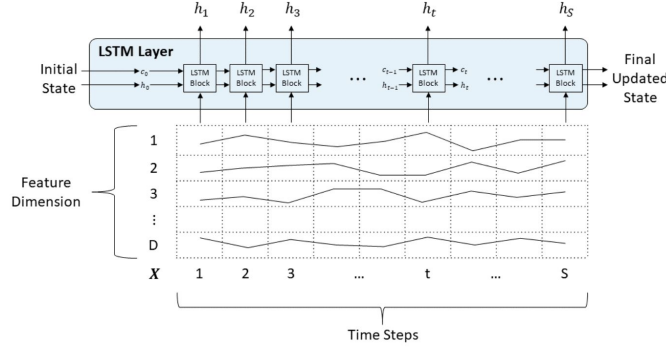 h₁ h₂ h₃ hₜ h_S
LSTM Layer
Initial
State
c₀
h₀
LSTM
Block
LSTM
Block
LSTM
Block
...
cₜ₋₁
hₜ₋₁
LSTM
Block
cₜ
hₜ
...
LSTM
Block
Final
Updated
State
Feature
Dimension
1
2
3
⋮
D
X 1 2 3 ... t ... S
Time Steps